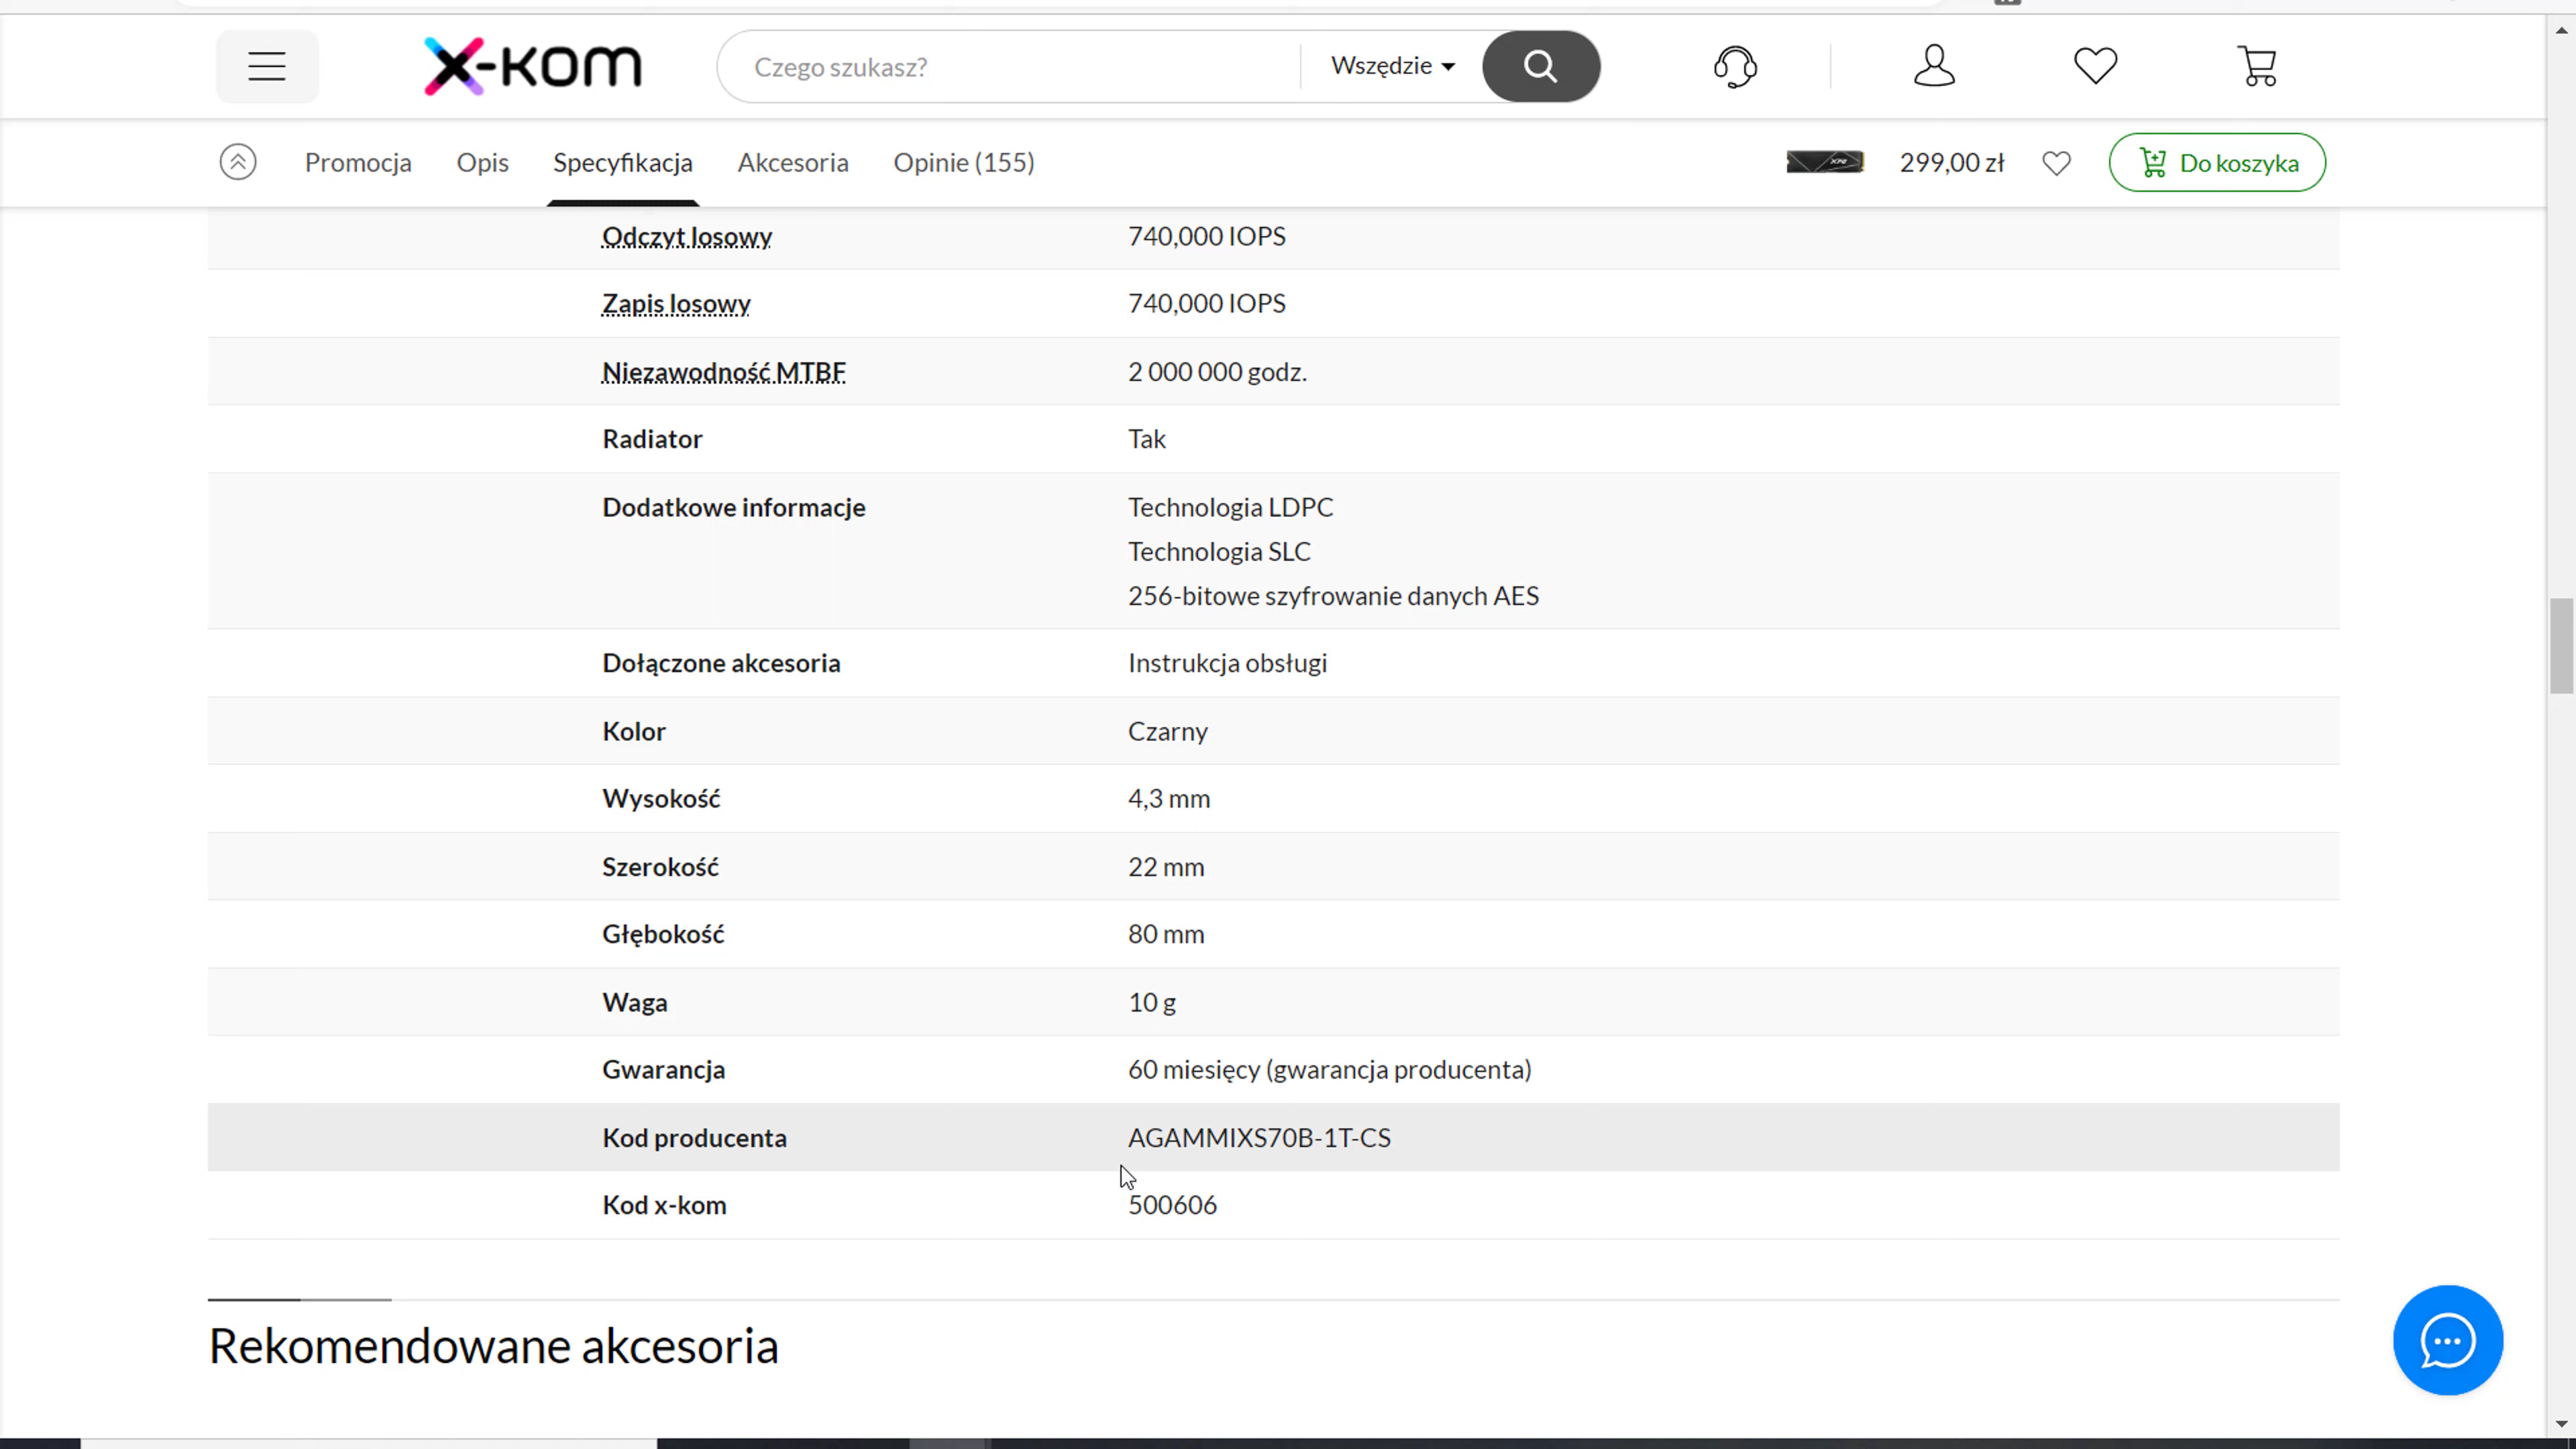 x-kom
Czego szukasz?
Wszędzie
Promocja
Opis
Specyfikacja
Akcesoria
Opinie (155)
XPG
299,00 zł
Do koszyka
Odczyt losowy 740,000 IOPS
Zapis losowy 740,000 IOPS
Niezawodność MTBF 2 000 000 godz.
Radiator Tak
Dodatkowe informacje Technologia LDPC
Technologia SLC
256-bitowe szyfrowanie danych AES
Dołączone akcesoria Instrukcja obsługi
Kolor Czarny
Wysokość 4,3 mm
Szerokość 22 mm
Głębokość 80 mm
Waga 10 g
Gwarancja 60 miesięcy (gwarancja producenta)
Kod producenta AGAMMIXS70B-1T-CS
Kod x-kom 500606
Rekomendowane akcesoria